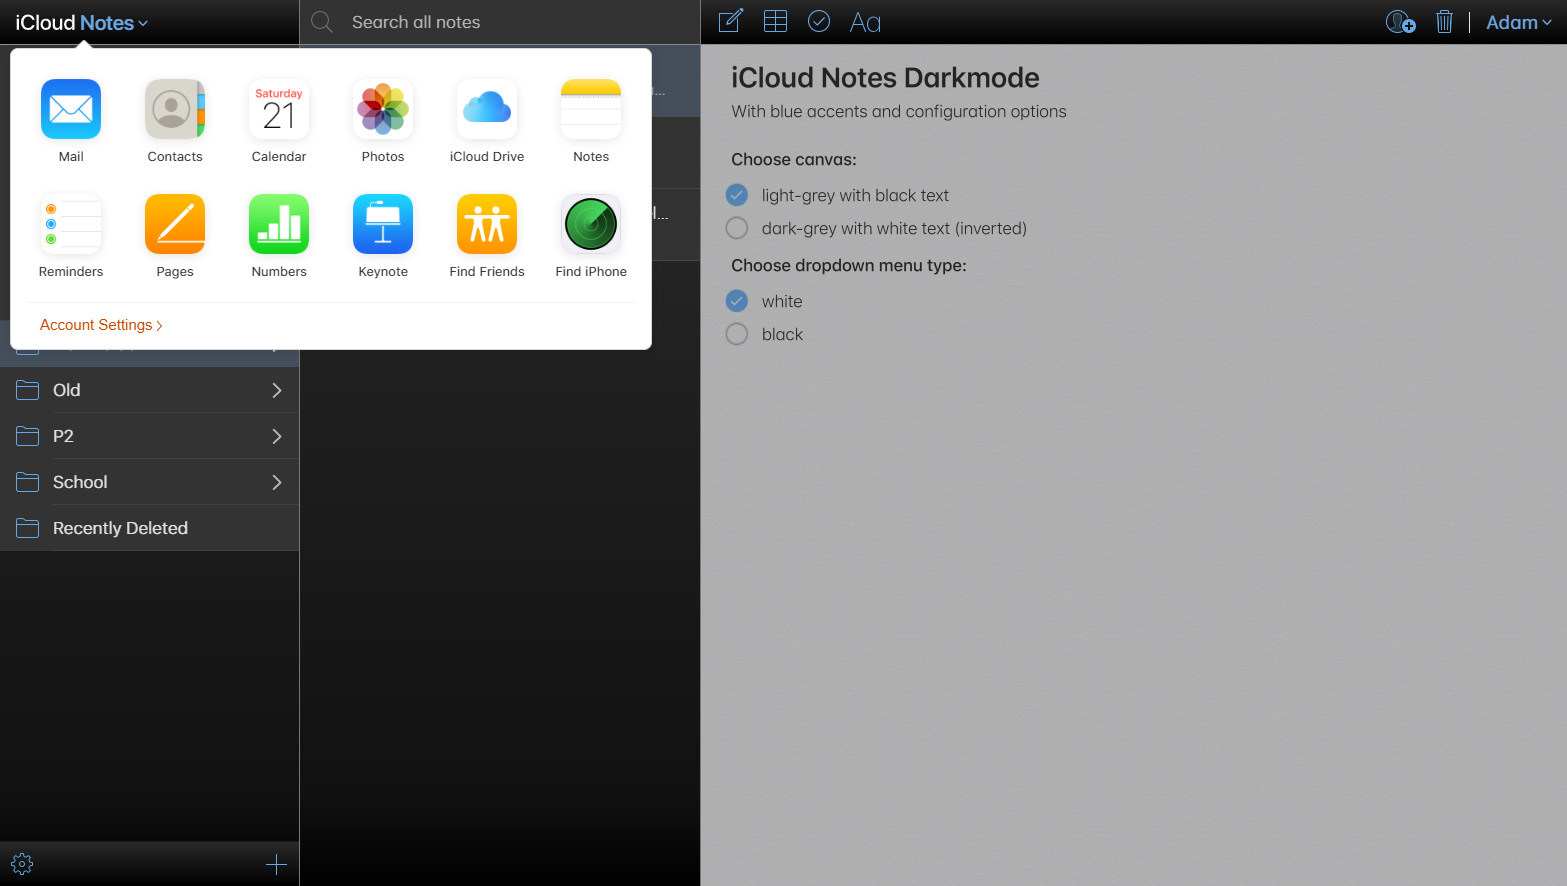 iCloud Notes
Search all notes
Aa
Adam
Mail
Contacts
Saturday
21
Calendar
Photos
iCloud Drive
Notes
Reminders
Pages
Numbers
Keynote
Find Friends
Find iPhone
Account Settings
Old
P2
School
Recently Deleted
iCloud Notes Darkmode
With blue accents and configuration options
Choose canvas:
light-grey with black text
dark-grey with white text (inverted)
Choose dropdown menu type:
white
black